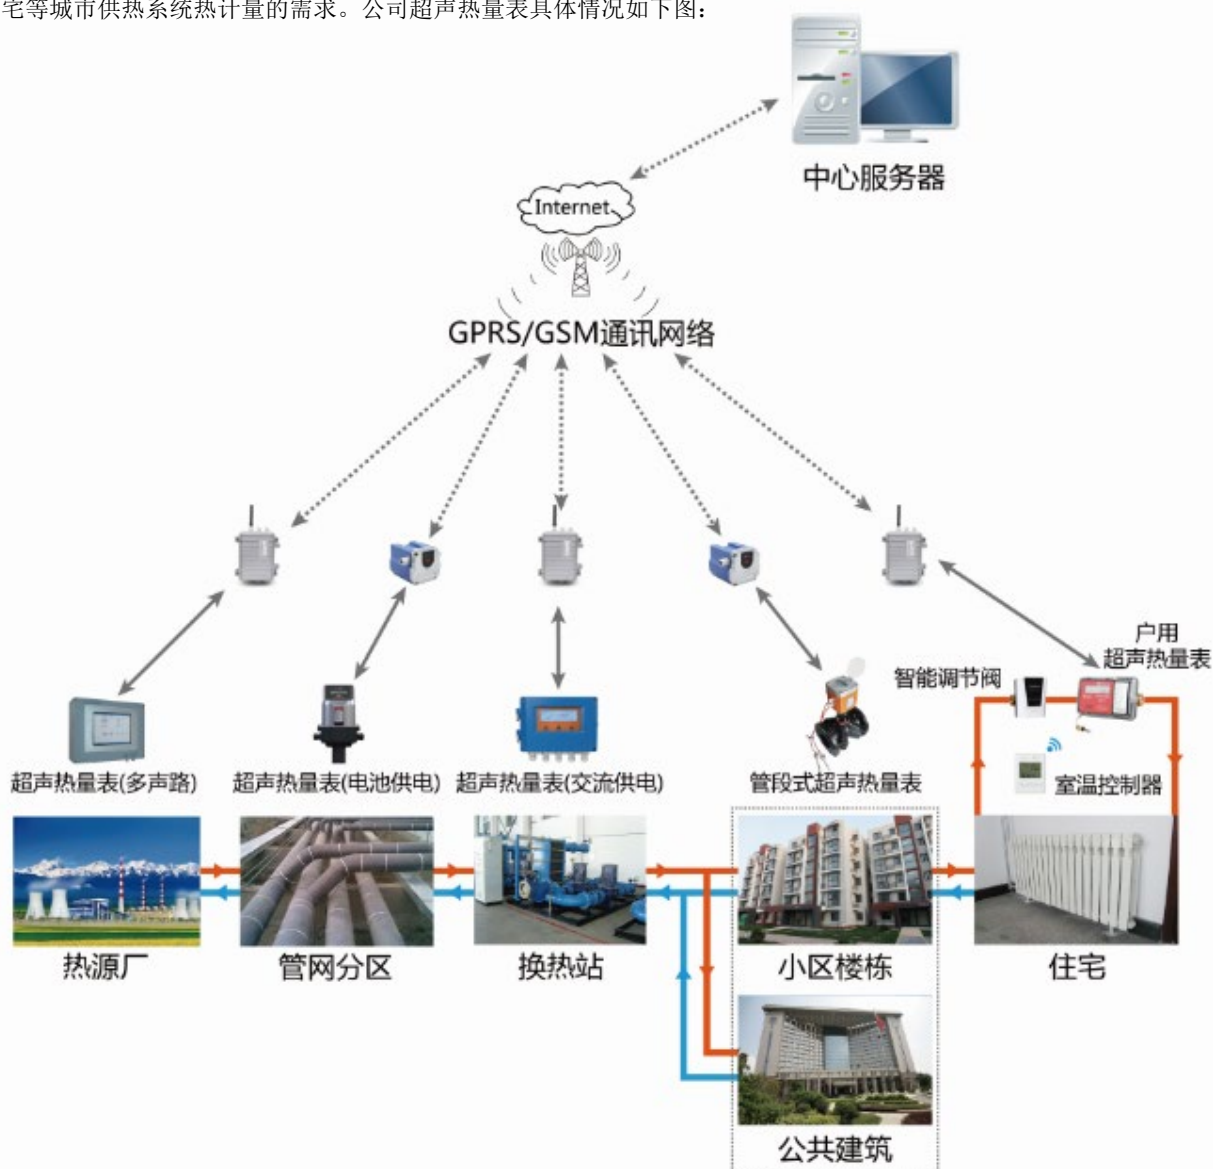 宅等城市供热系统热计量的需求。公司超声热量表具体情况如下图：
中心服务器
Internet
GPRS/GSM通讯网络
户用
超声热量表
智能调节阀
室温控制器
超声热量表(多声路)
超声热量表(电池供电)
超声热量表(交流供电)
管段式超声热量表
热源厂
管网分区
换热站
小区楼栋
住宅
公共建筑